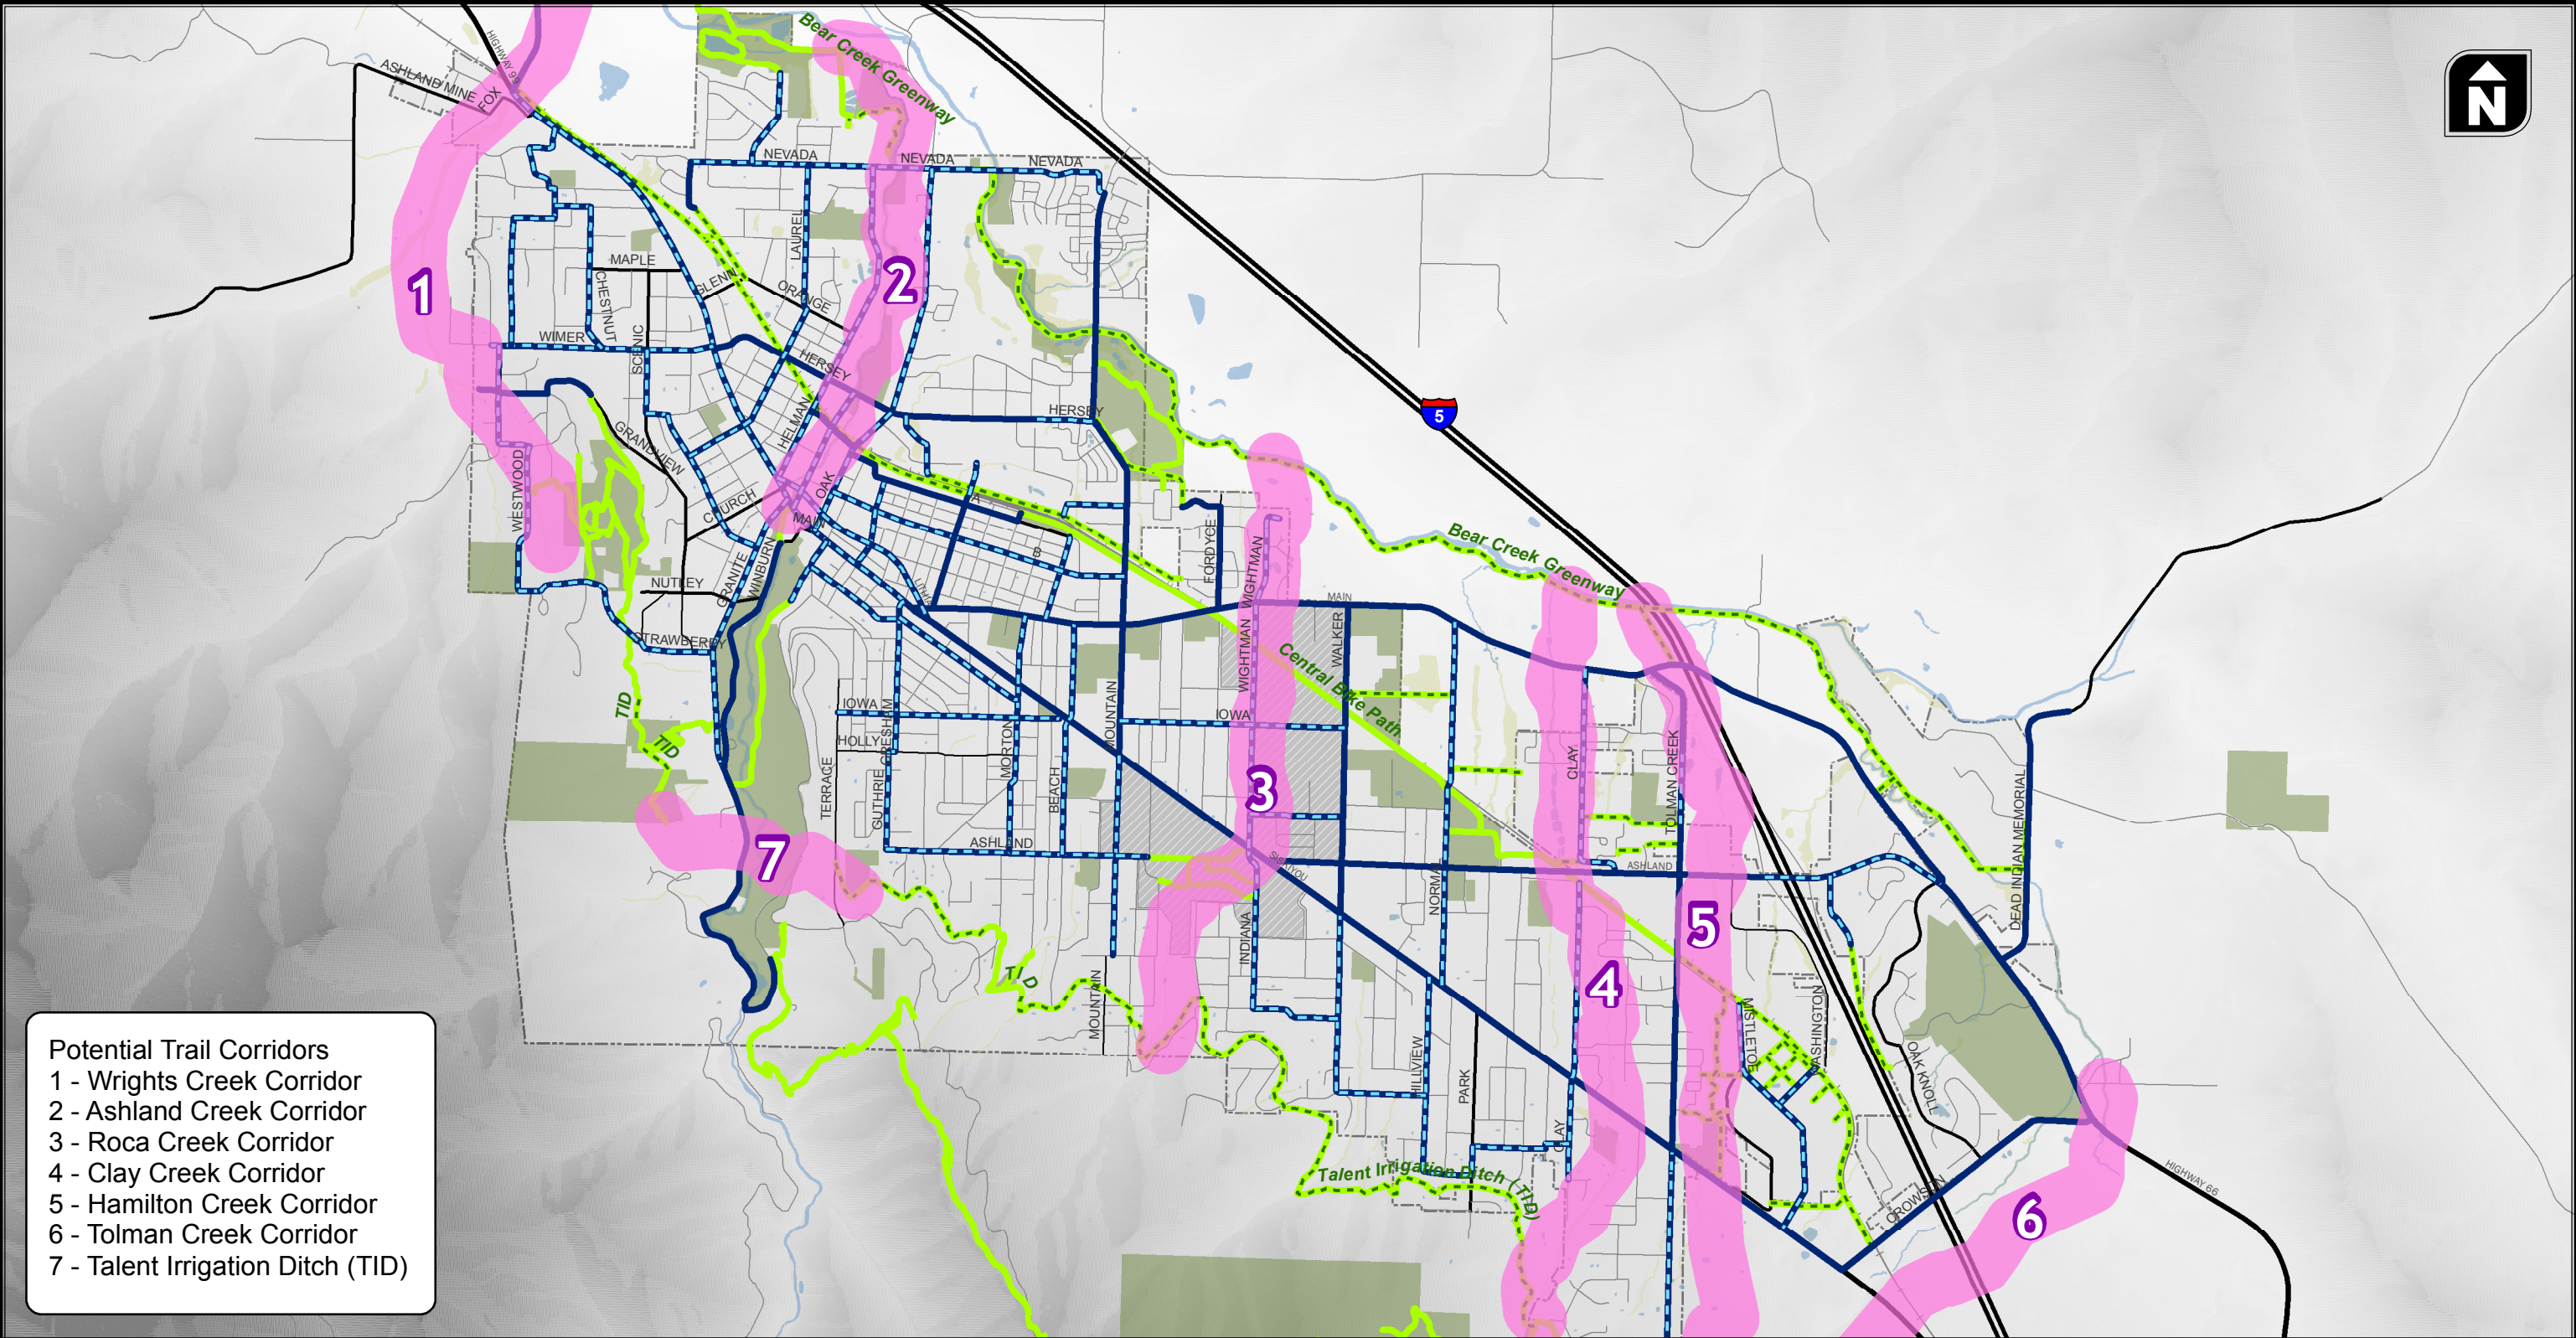 HIGHWAY 99
ASHLAND MINE
FOX
Bear Creek Greenway
N
NEVADA
NEVADA
NEVADA
LAUREL
1
2
MAPLE
CHESTNUT
GLENN
ORANGE
SCENIC
WIMER
HERSEY
HERSEY
5
HELMAN
GRANDVIEW
WESTWOOD
CHURCH
OAK
MAIN
A
B
FORDYCE
WIGHTMAN
Bear Creek Greenway
NUTLEY
GRANITE
WINBURN
LITHIA
MAIN
STRAWBERRY
WIGHTMAN
WALKER
Central Bike Path
TID
TID
IOWA
IOWA
HOLLY
TERRACE
GUTHRIE
GRESHAM
MORTON
BEACH
MOUNTAIN
CLAY
TOLMAN CREEK
3
7
ASHLAND
SISKIYOU
ASHLAND
NORMAL
DEAD INDIAN MEMORIAL
INDIANA
5
4
TID
MOUNTAIN
MISTLETOE
WASHINGTON
OAK KNOLL
HILLVIEW
PARK
CLAY
Talent Irrigation Ditch (TID)
CROWSON
HIGHWAY 66
6
Potential Trail Corridors
1 - Wrights Creek Corridor
2 - Ashland Creek Corridor
3 - Roca Creek Corridor
4 - Clay Creek Corridor
5 - Hamilton Creek Corridor
6 - Tolman Creek Corridor
7 - Talent Irrigation Ditch (TID)